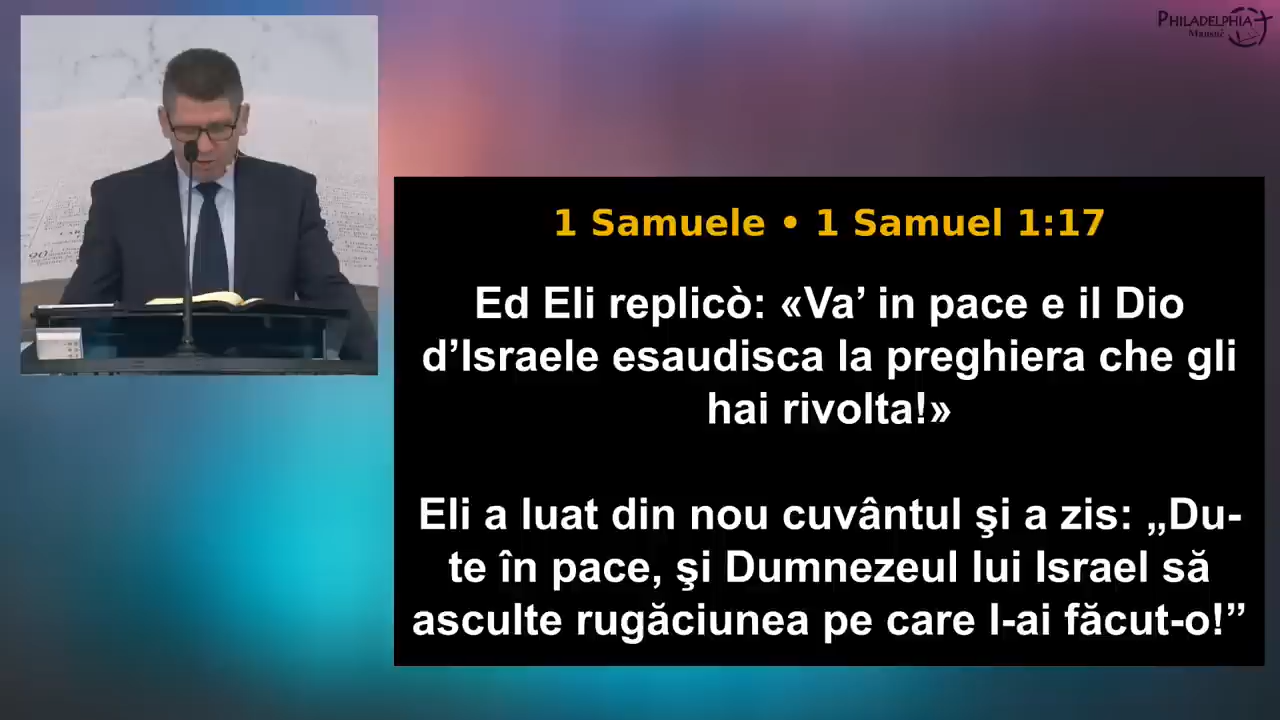 PHILADELPHIA
Mansuè
1 Samuele • 1 Samuel 1:17
Ed Eli replicò: «Va’ in pace e il Dio
d’Israele esaudisca la preghiera che gli
hai rivolta!»
Eli a luat din nou cuvântul şi a zis: „Du-
te în pace, şi Dumnezeul lui Israel să
asculte rugăciunea pe care I-ai făcut-o!”